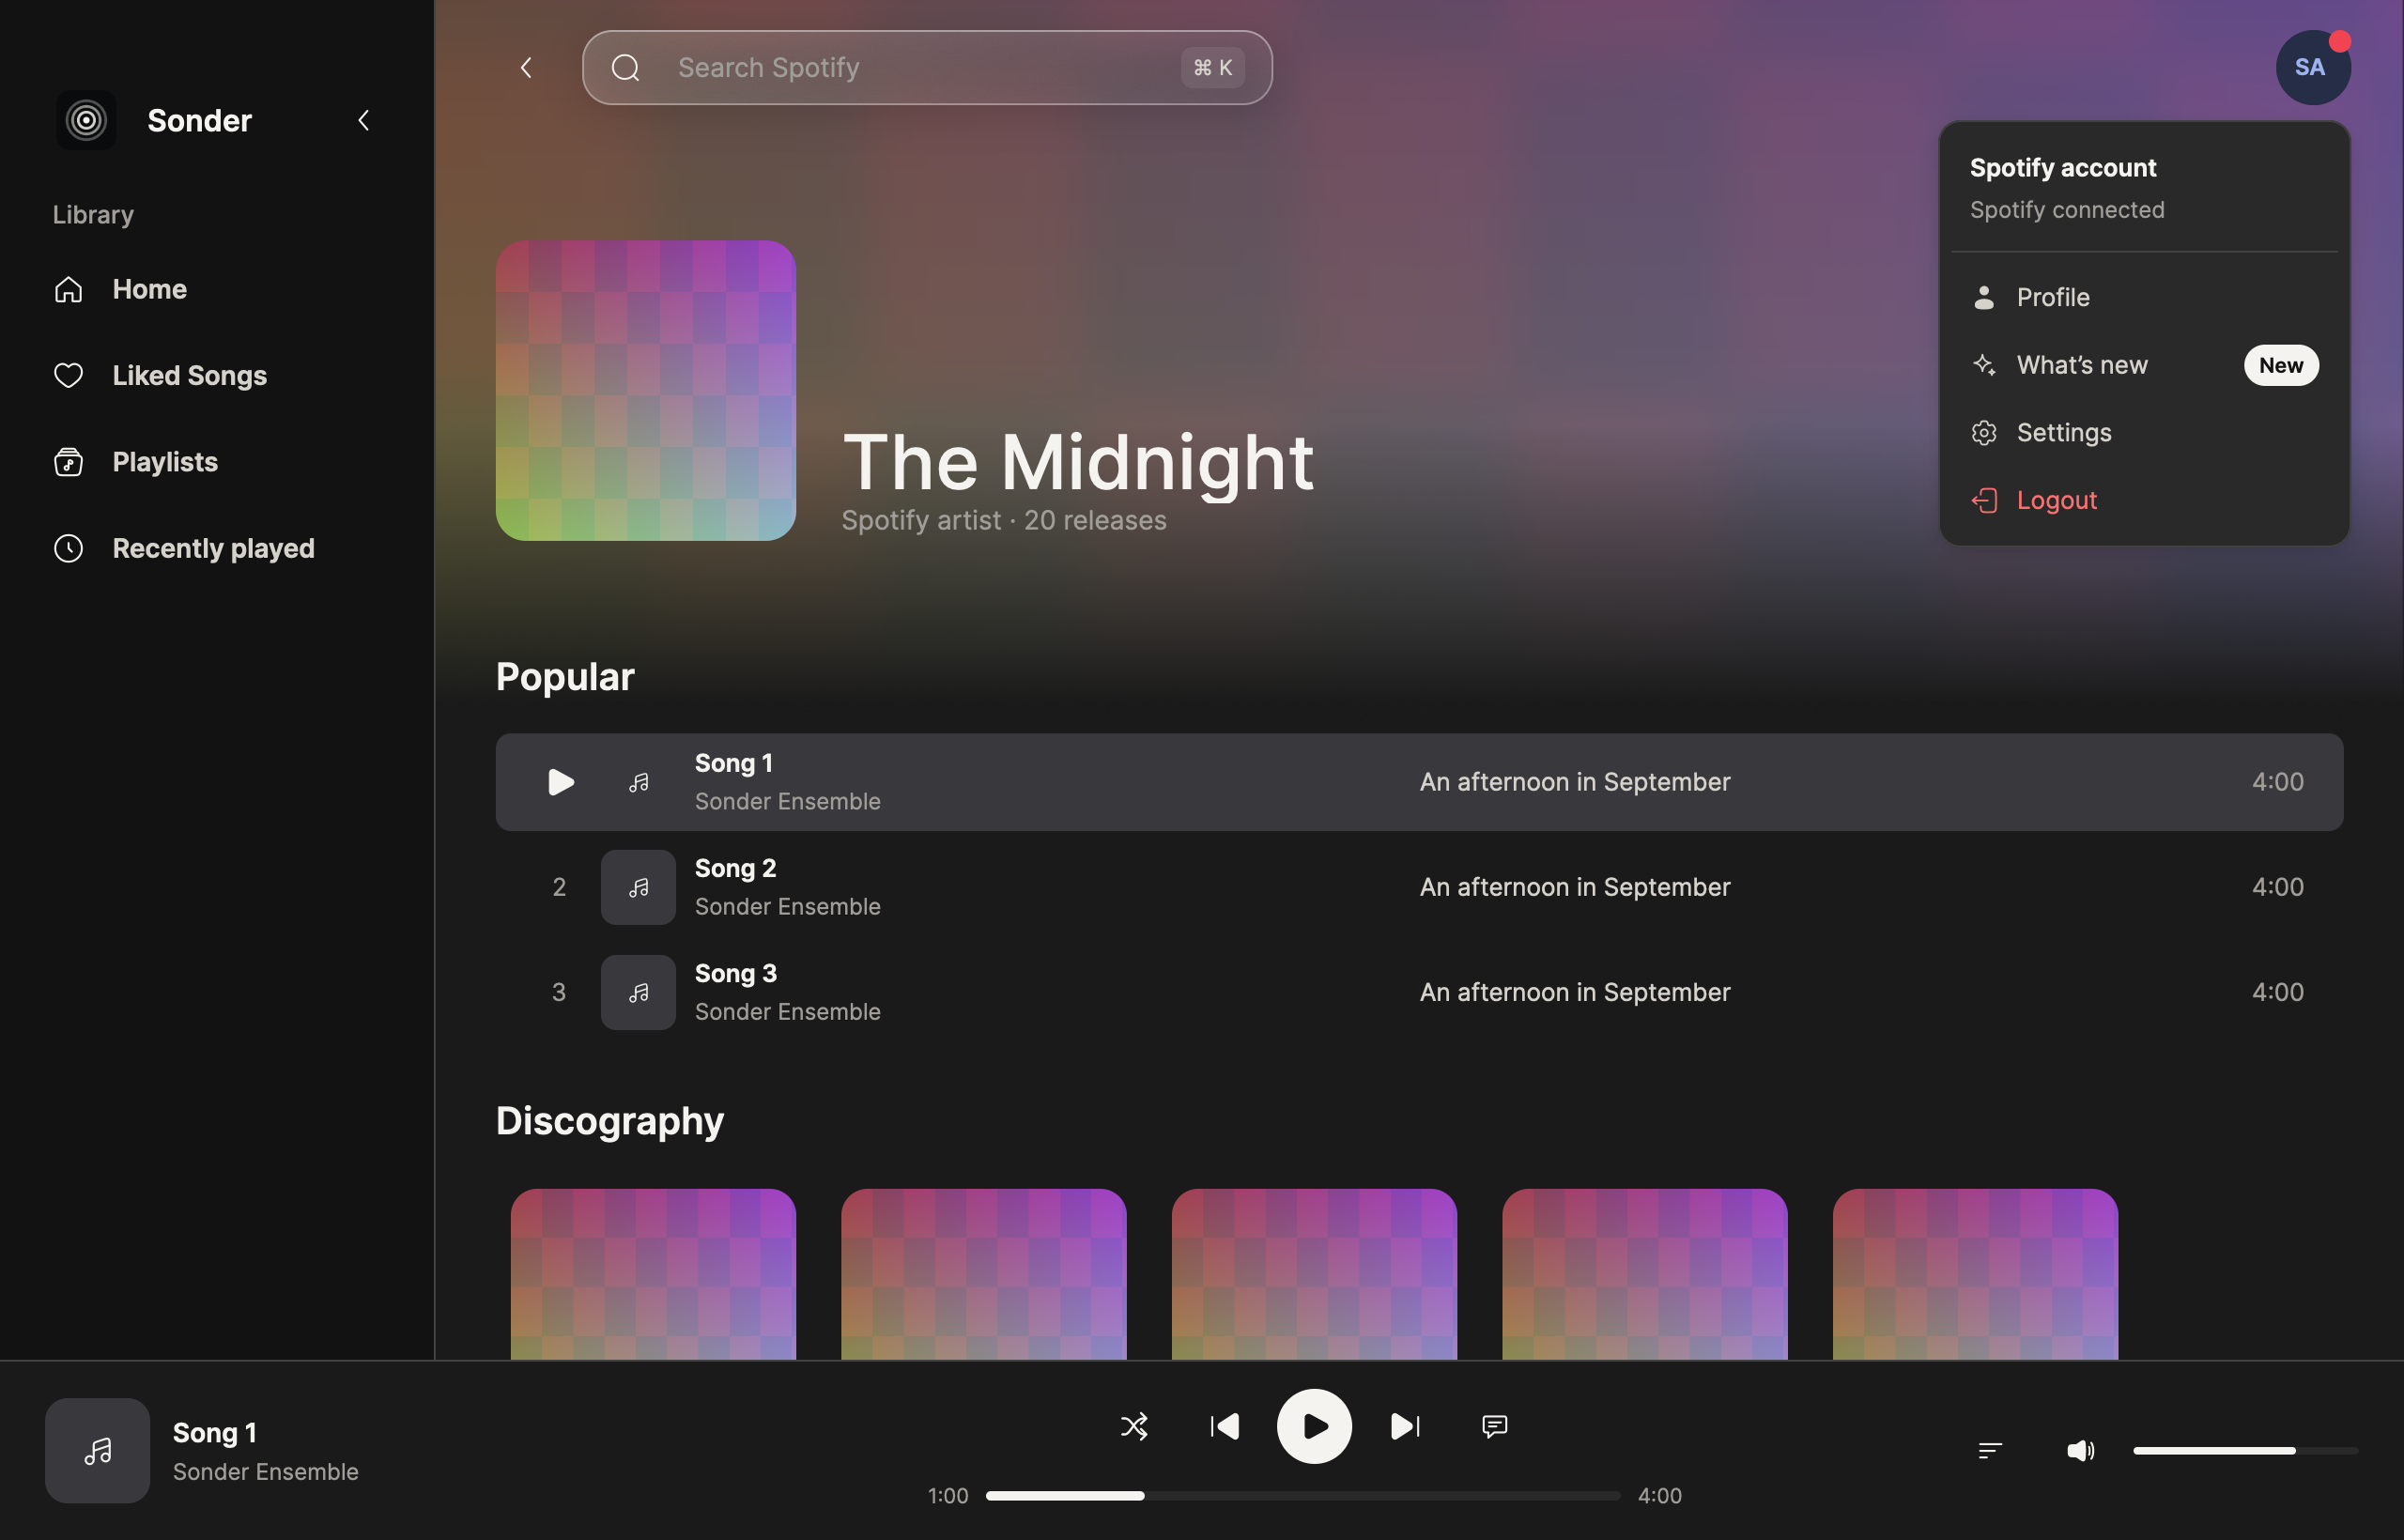 Sonder
Library
Home
Liked Songs
Playlists
Recently played
Search Spotify
⌘ K
SA
Spotify account
Spotify connected
Profile
What’s new
New
Settings
Logout
The Midnight
Spotify artist · 20 releases
Popular
Song 1
Sonder Ensemble
An afternoon in September
4:00
2
Song 2
Sonder Ensemble
An afternoon in September
4:00
3
Song 3
Sonder Ensemble
An afternoon in September
4:00
Discography
Song 1
Sonder Ensemble
1:00
4:00